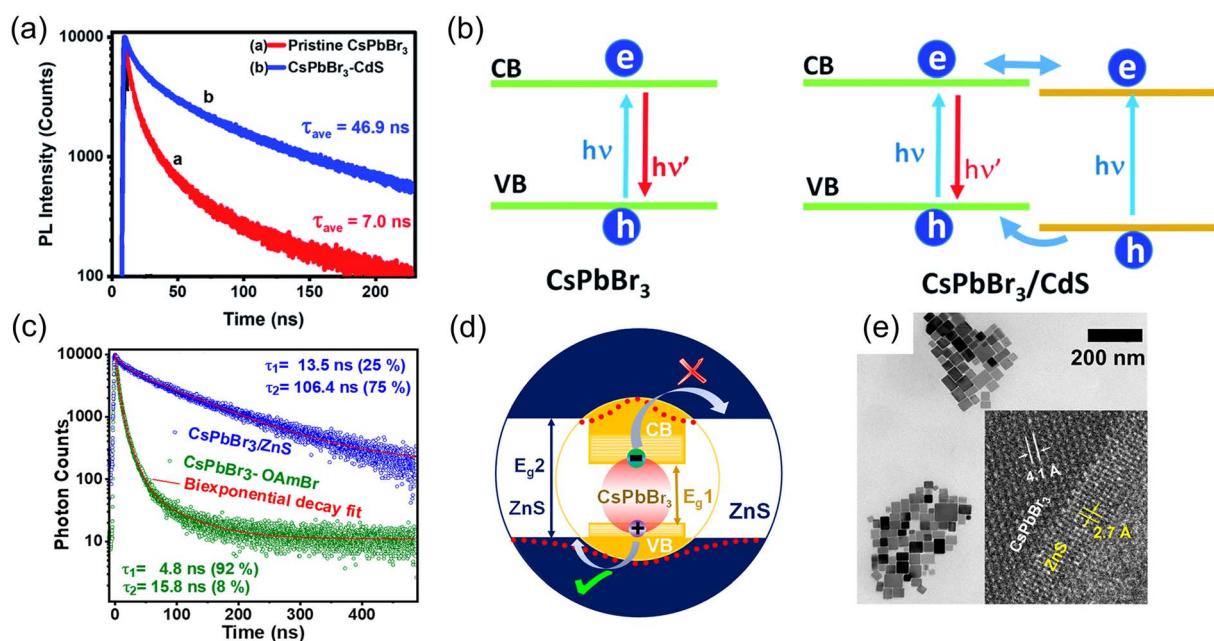 (a)
PL Intensity (Counts)
10000
1000
100
(a) Pristine CsPbBr3
(b) CsPbBr3-CdS
b
τave = 46.9 ns
a
τave = 7.0 ns
0 50 100 150 200
Time (ns)
(b)
CB
e
hν
hν'
VB
h
CsPbBr3
CB
e
e
hν
hν'
hν
VB
h
h
CsPbBr3/CdS
(c)
Photon Counts
10000
1000
100
10
τ1= 13.5 ns (25 %)
τ2= 106.4 ns (75 %)
CsPbBr3/ZnS
CsPbBr3- OAmBr
Biexponential decay fit
τ1= 4.8 ns (92 %)
τ2= 15.8 ns (8 %)
0 100 200 300 400
Time (ns)
(d)
CB
Eg2
ZnS
CsPbBr3
Eg1
ZnS
VB
(e)
200 nm
4.1 Å
CsPbBr3
ZnS
2.7 Å